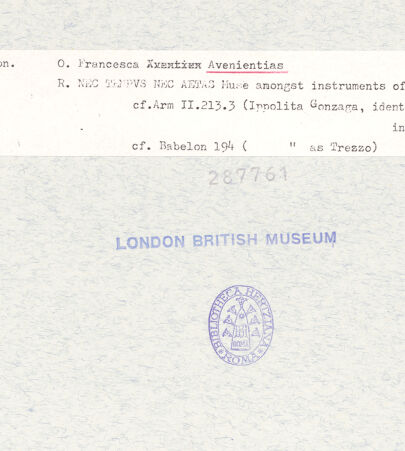 on. O. Francesca Avenienias Avenientias
R. NEC TEMPVS NEC AETAS Muse amongst instruments of
cf.Arm II.213.3 (Ippolita Gonzaga, ident
in
cf. Babelon 194 ( " as Trezzo)
287761
LONDON BRITISH MUSEUM
BIBLIOTHECA HERTZIANA
ROMA